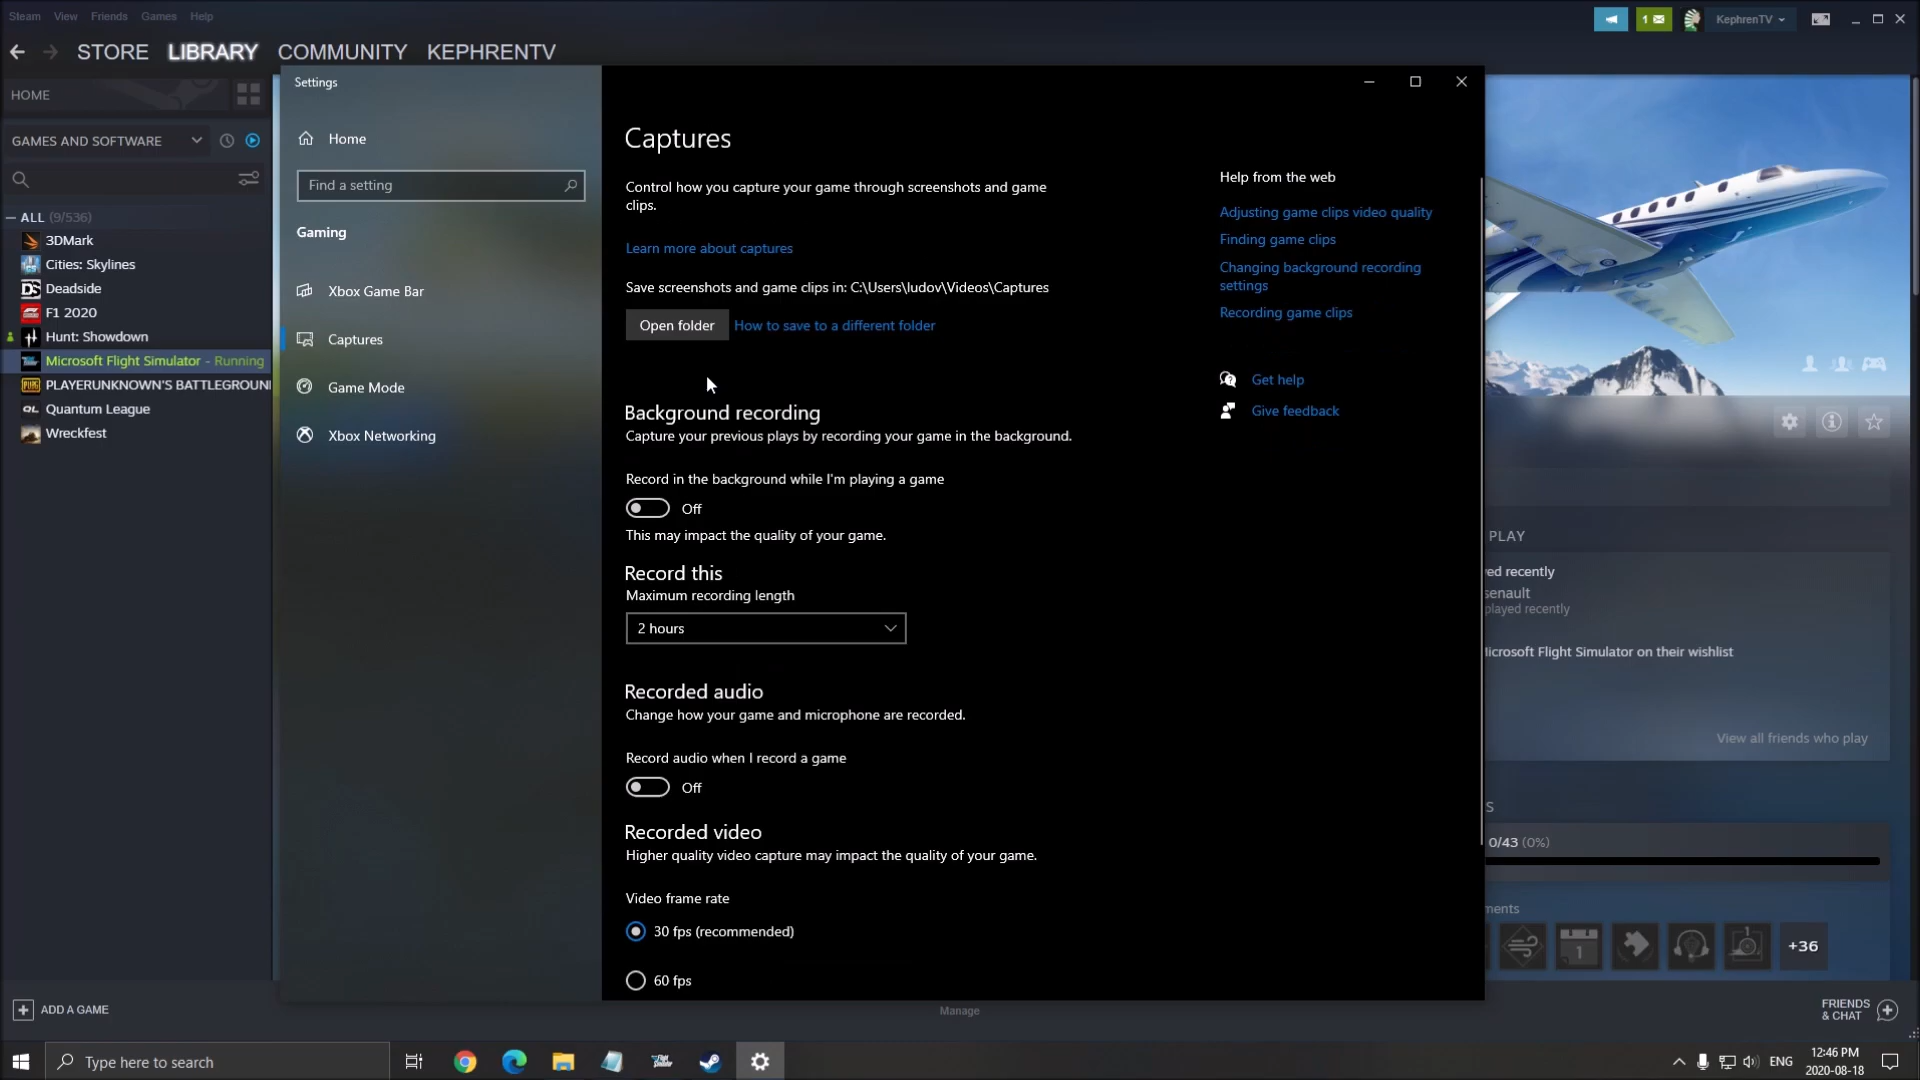 Steam View Friends Games Help
1
KephrenTV
STORE LIBRARY COMMUNITY KEPHRENTV
HOME
GAMES AND SOFTWARE
ALL (9/536)
3DMark
Cities: Skylines
Deadside
F1 2020
Hunt: Showdown
Microsoft Flight Simulator - Running
PLAYERUNKNOWN'S BATTLEGROUN
QL Quantum League
Wreckfest
ADD A GAME
Settings
Home
Find a setting
Gaming
Xbox Game Bar
Captures
Game Mode
Xbox Networking
Captures
Control how you capture your game through screenshots and game
clips.
Learn more about captures
Save screenshots and game clips in: C:\Users\ludov\Videos\Captures
Open folder How to save to a different folder
Background recording
Capture your previous plays by recording your game in the background.
Record in the background while I'm playing a game
Off
This may impact the quality of your game.
Record this
Maximum recording length
2 hours
Recorded audio
Change how your game and microphone are recorded.
Record audio when I record a game
Off
Recorded video
Higher quality video capture may impact the quality of your game.
Video frame rate
30 fps (recommended)
60 fps
Help from the web
Adjusting game clips video quality
Finding game clips
Changing background recording
settings
Recording game clips
Get help
Give feedback
PLAY
ed recently
senault
played recently
icrosoft Flight Simulator on their wishlist
View all friends who play
S
0/43 (0%)
ments
1
+36
Manage
FRIENDS
& CHAT
Type here to search
ENG
12:46 PM
2020-08-18